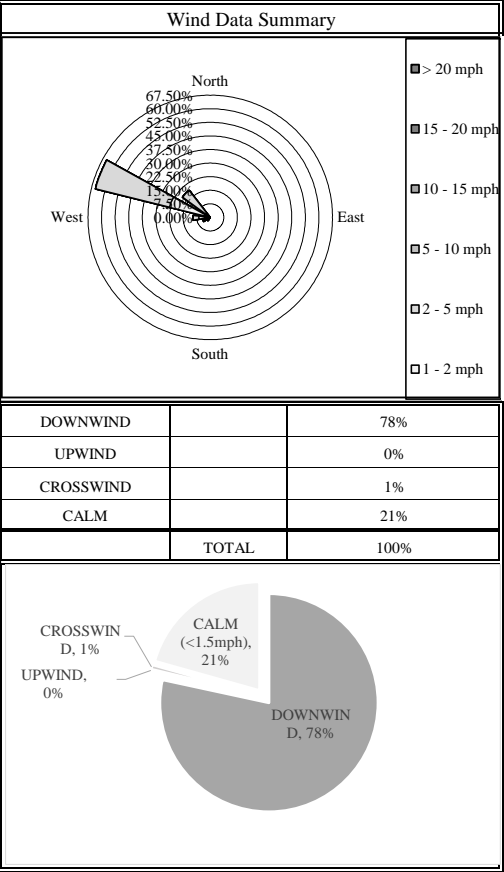 Wind Data Summary
North
67.50%
60.00%
52.50%
45.00%
37.50%
30.00%
22.50%
15.00%
7.50%
0.00%
West
East
South
> 20 mph
15 - 20 mph
10 - 15 mph
5 - 10 mph
2 - 5 mph
1 - 2 mph
DOWNWIND 78%
UPWIND 0%
CROSSWIND 1%
CALM 21%
TOTAL 100%
CROSSWIN
D, 1%
UPWIND,
0%
CALM
(<1.5mph),
21%
DOWNWIN
D, 78%